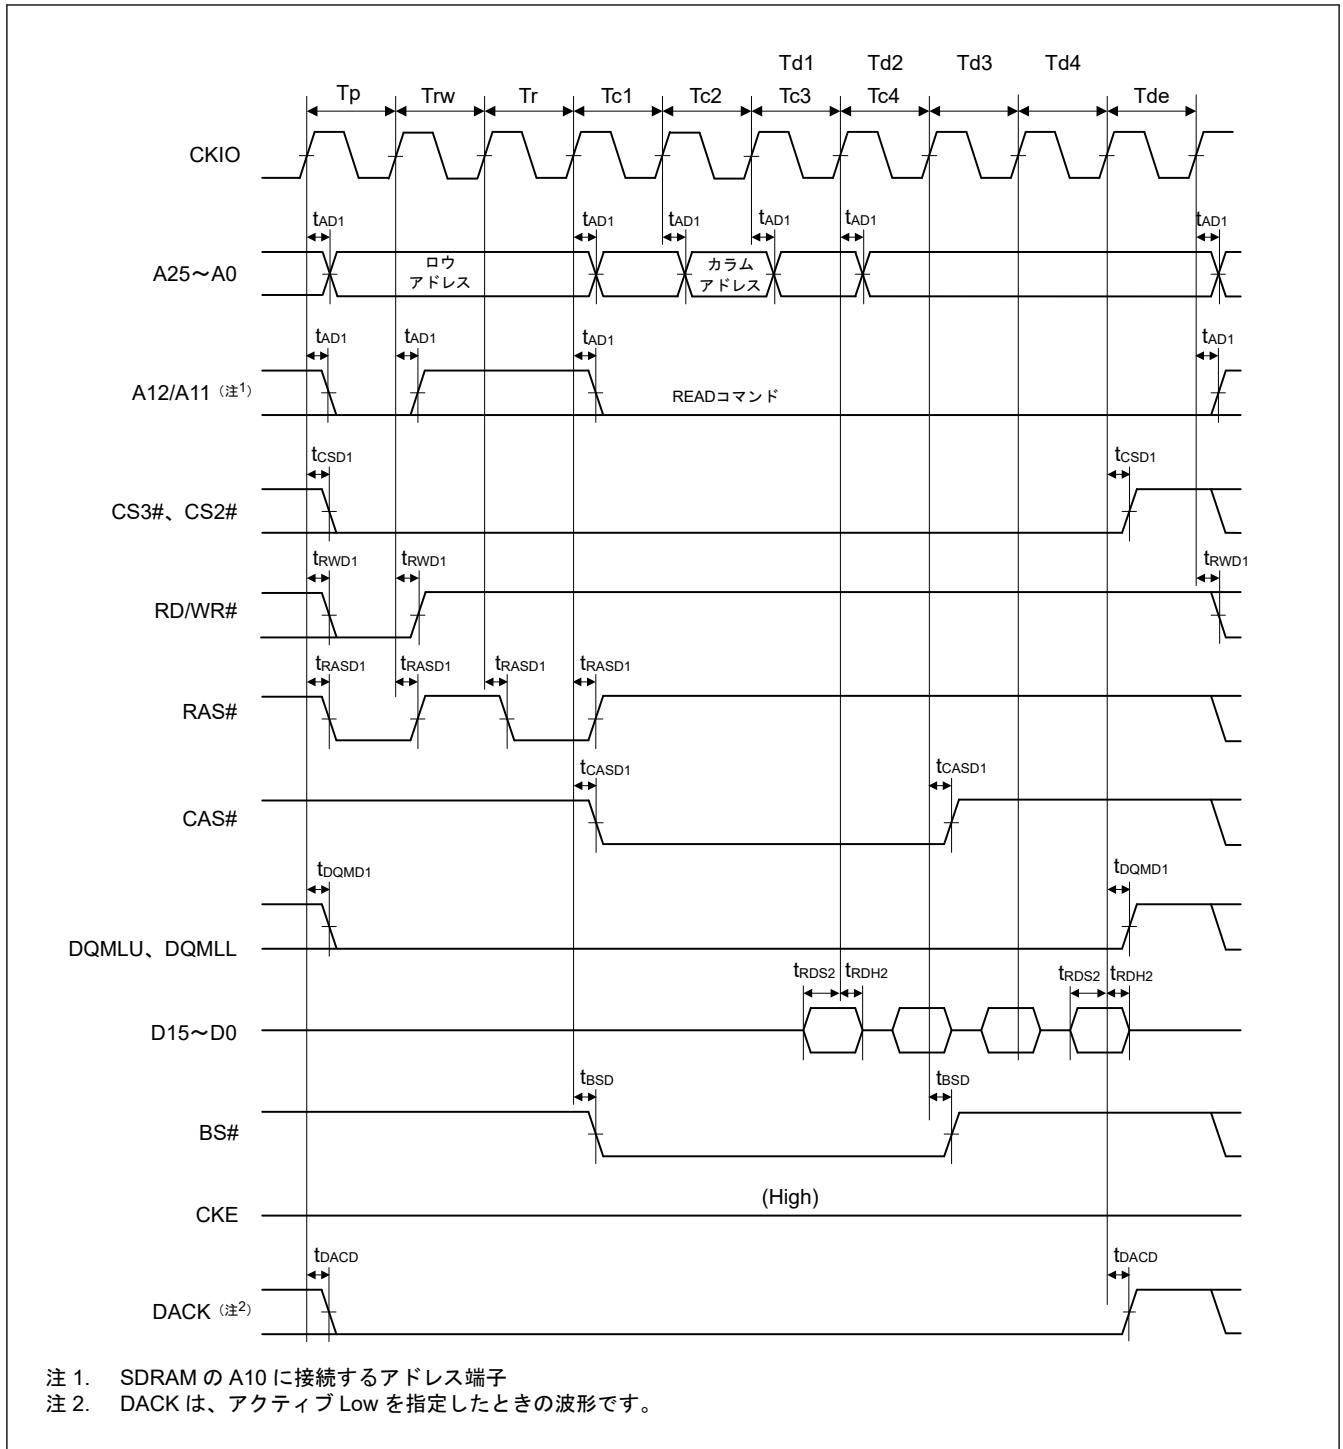 Td1 Td2 Td3 Td4
Tp Trw Tr Tc1 Tc2 Tc3 Tc4 Tde
CKIO
tAD1 tAD1 tAD1 tAD1 tAD1 tAD1
A25～A0
ロウ
アドレス
カラム
アドレス
tAD1 tAD1 tAD1 tAD1
A12/A11（注1）
READコマンド
tCSD1 tCSD1
CS3#、CS2#
tRWD1 tRWD1 tRWD1
RD/WR#
tRASD1 tRASD1 tRASD1 tRASD1
RAS#
tCASD1 tCASD1
CAS#
tDQMD1 tDQMD1
DQMLU、DQMLL
tRDS2 tRDH2 tRDS2 tRDH2
D15～D0
tBSD tBSD
BS#
(High)
CKE
tDACD tDACD
DACK（注2）
注 1. SDRAM の A10 に接続するアドレス端子
注 2. DACK は、アクティブ Low を指定したときの波形です。